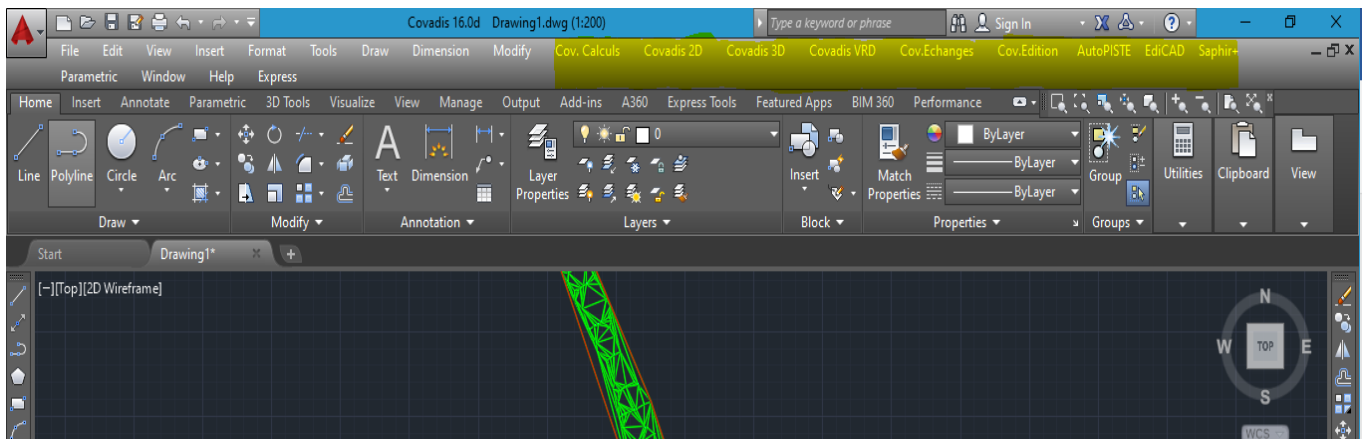 Covadis 16.0d Drawing1.dwg (1:200) Type a keyword or phrase Sign In
File Edit View Insert Format Tools Draw Dimension Modify Cov. Calculs Covadis 2D Covadis 3D Covadis VRD Cov.Echanges Cov.Edition AutoPISTE EdiCAD Saphir+
Parametric Window Help Express
Home Insert Annotate Parametric 3D Tools Visualize View Manage Output Add-ins A360 Express Tools Featured Apps BIM 360 Performance
0 ByLayer
ByLayer
Line Polyline Circle Arc Text Dimension Layer Properties Insert Match Properties ByLayer Group Utilities Clipboard View
Draw Modify Annotation Layers Block Properties Groups
Start Drawing1* +
[−][Top][2D Wireframe]
N
W TOP E
S
WCS